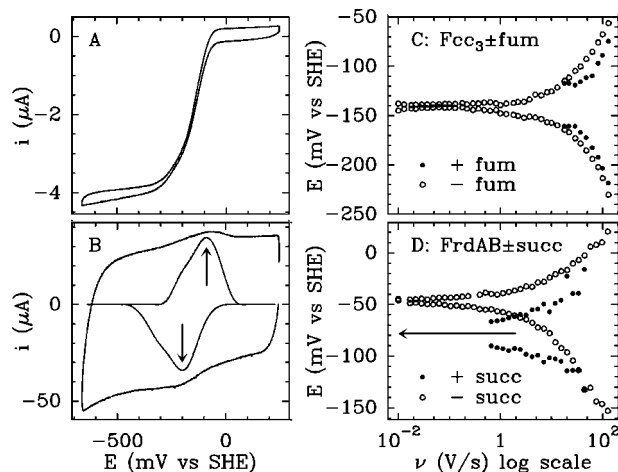 A
i (μA)
0
−2
−4
B
i (μA)
0
−50
−500
0
E (mV vs SHE)
C: Fcc₃±fum
E (mV vs SHE)
−50
−100
−150
−200
−250
• + fum
○ − fum
D: FrdAB±succ
E (mV vs SHE)
0
−50
−100
−150
• + succ
○ − succ
10⁻²
10⁰
10²
ν (V/s) log scale